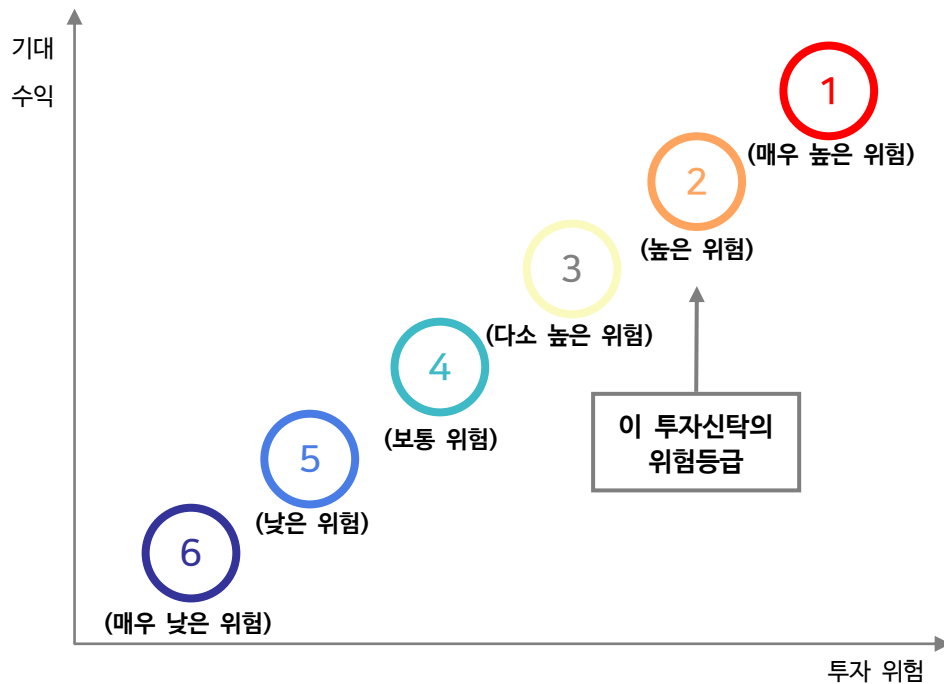 기대
수익
1
(매우 높은 위험)
2
(높은 위험)
3
(다소 높은 위험)
4
(보통 위험)
이 투자신탁의
위험등급
5
(낮은 위험)
6
(매우 낮은 위험)
투자 위험